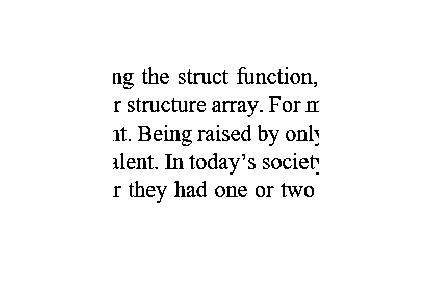 ng the struct function,
r structure array. For
nt. Being raised by only
alent. In today's society
r they had one or two